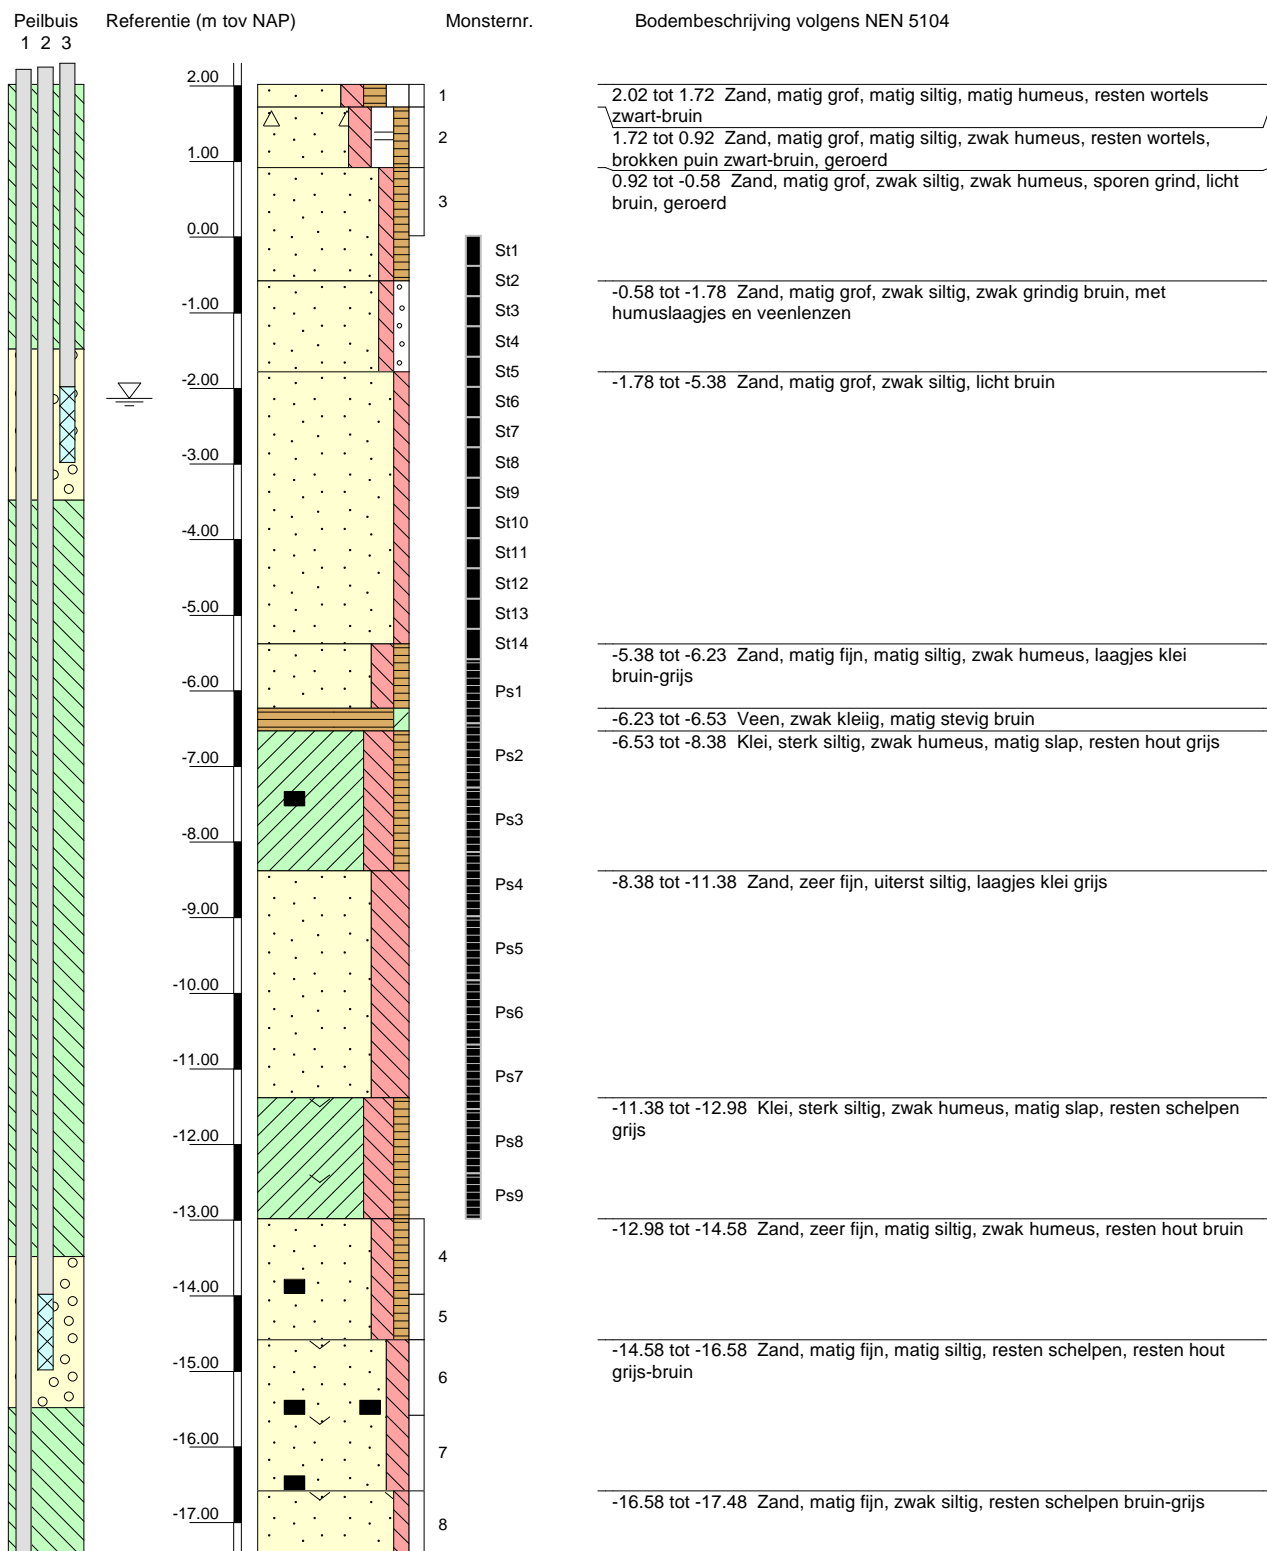 Peilbuis Referentie (m tov NAP) Monsternr. Bodembeschrijving volgens NEN 5104
1 2 3
2.00
1
2.02 tot 1.72 Zand, matig grof, matig siltig, matig humeus, resten wortels
zwart-bruin
2
1.72 tot 0.92 Zand, matig grof, matig siltig, zwak humeus, resten wortels,
brokken puin zwart-bruin, geroerd
1.00
0.92 tot -0.58 Zand, matig grof, zwak siltig, zwak humeus, sporen grind, licht
bruin, geroerd
3
0.00
St1
St2
-0.58 tot -1.78 Zand, matig grof, zwak siltig, zwak grindig bruin, met
humuslaagjes en veenlenzen
-1.00
St3
St4
St5
-2.00
-1.78 tot -5.38 Zand, matig grof, zwak siltig, licht bruin
St6
St7
-3.00
St8
St9
St10
-4.00
St11
St12
-5.00
St13
St14
-5.38 tot -6.23 Zand, matig fijn, matig siltig, zwak humeus, laagjes klei
bruin-grijs
-6.00
Ps1
-6.23 tot -6.53 Veen, zwak kleiig, matig stevig bruin
-6.53 tot -8.38 Klei, sterk siltig, zwak humeus, matig slap, resten hout grijs
-7.00
Ps2
Ps3
-8.00
Ps4
-8.38 tot -11.38 Zand, zeer fijn, uiterst siltig, laagjes klei grijs
-9.00
Ps5
-10.00
Ps6
-11.00
Ps7
-11.38 tot -12.98 Klei, sterk siltig, zwak humeus, matig slap, resten schelpen
grijs
-12.00
Ps8
Ps9
-13.00
-12.98 tot -14.58 Zand, zeer fijn, matig siltig, zwak humeus, resten hout bruin
4
-14.00
5
-14.58 tot -16.58 Zand, matig fijn, matig siltig, resten schelpen, resten hout
grijs-bruin
-15.00
6
-16.00
7
-16.58 tot -17.48 Zand, matig fijn, zwak siltig, resten schelpen bruin-grijs
-17.00
8